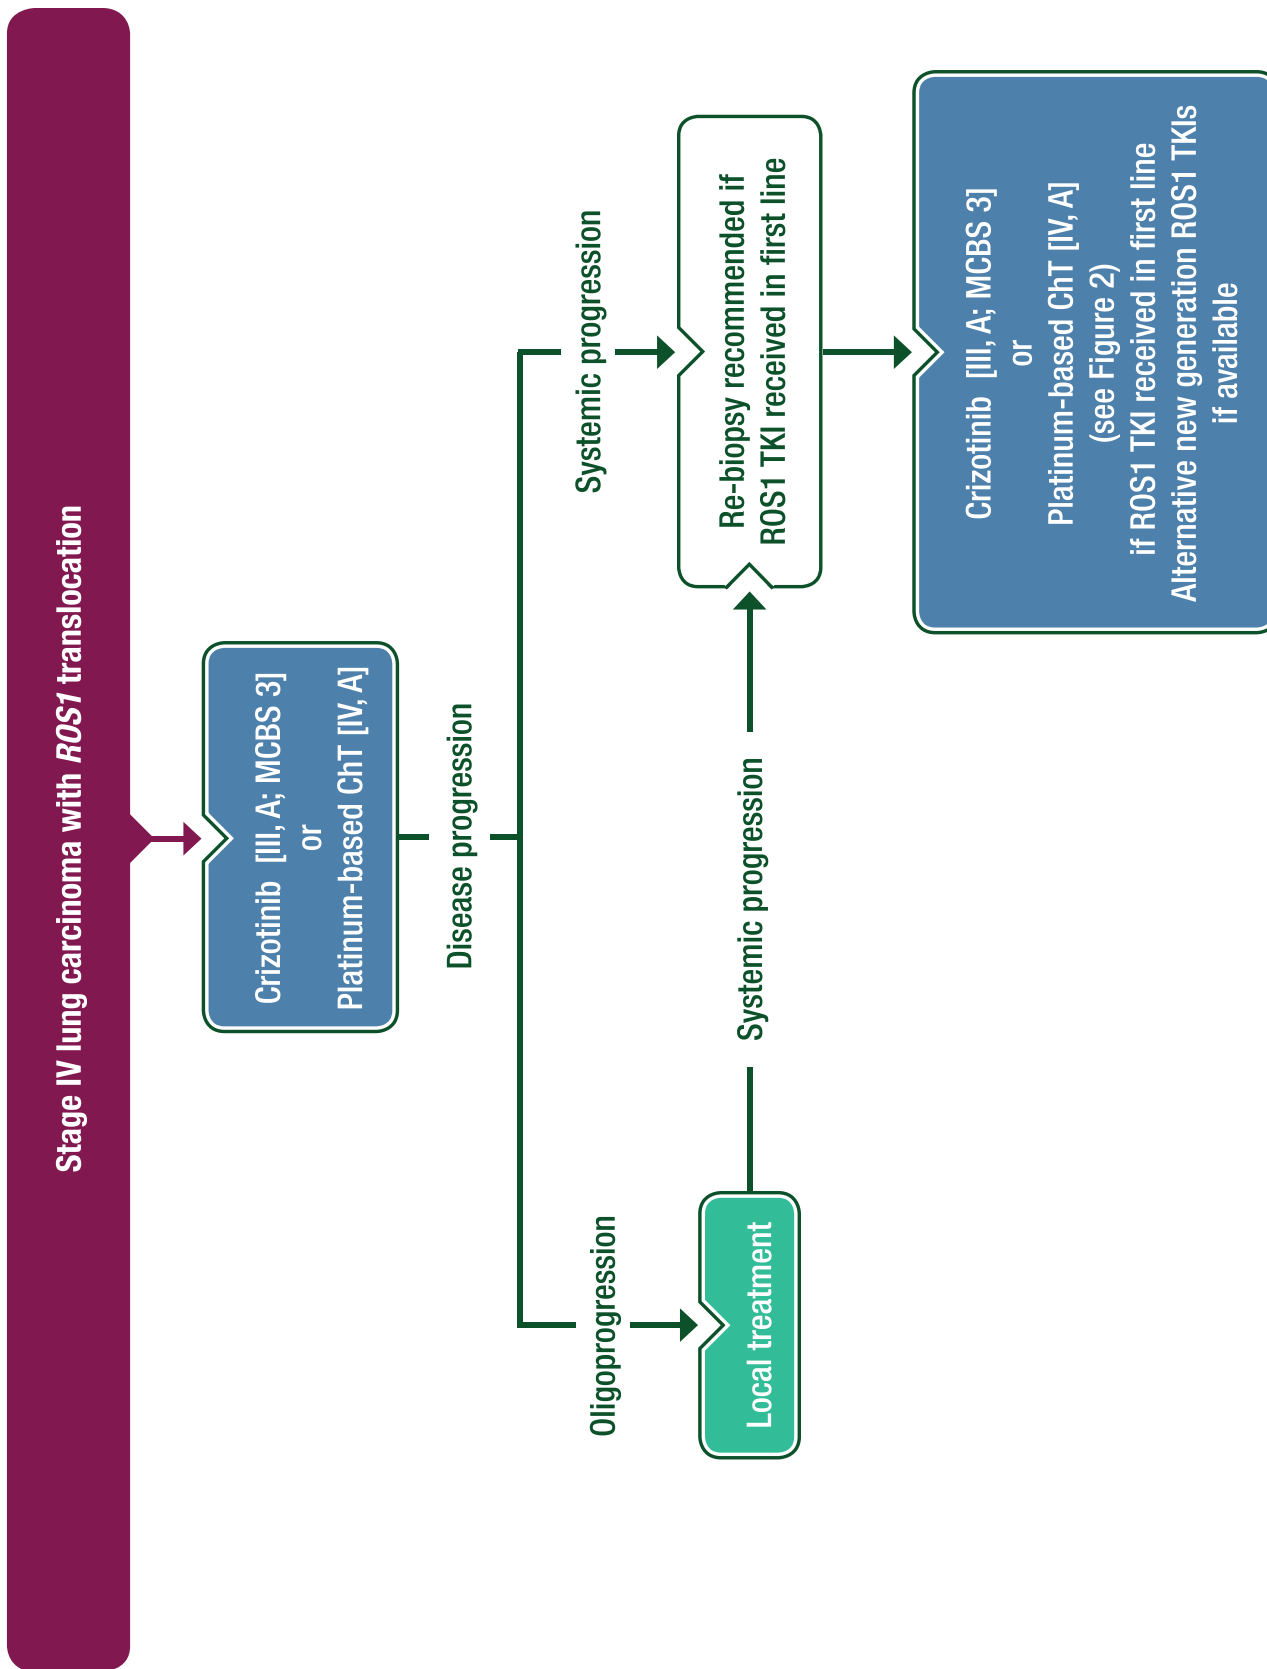 Stage IV lung carcinoma with ROS1 translocation
Crizotinib [III, A; MCBS 3]
or
Platinum-based ChT [IV, A]
Disease progression
Oligoprogression
Systemic progression
Local treatment
Systemic progression
Re-biopsy recommended if
ROS1 TKI received in first line
Crizotinib [III, A; MCBS 3]
or
Platinum-based ChT [IV, A]
(see Figure 2)
if ROS1 TKI received in first line
Alternative new generation ROS1 TKIs
if available